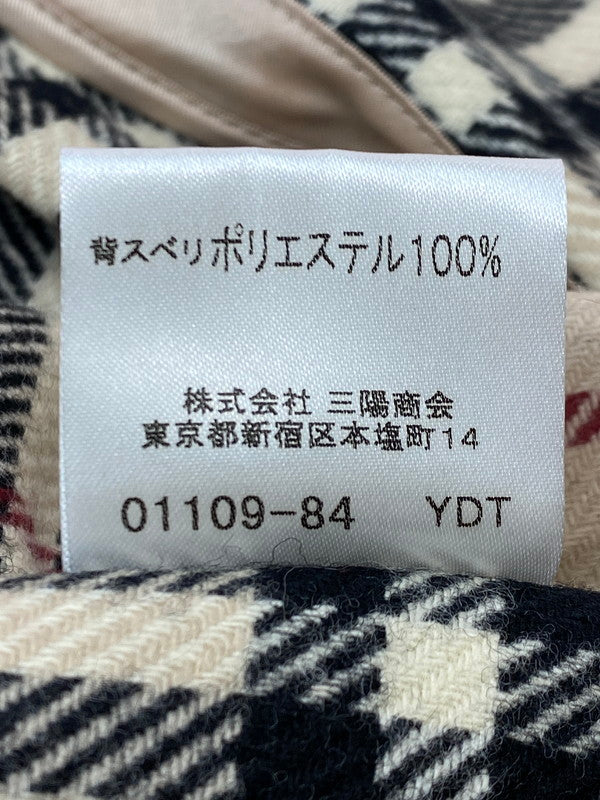 背スベリポリエステル100%
株式会社 三陽商会
東京都新宿区本塩町14
01109-84 YDT